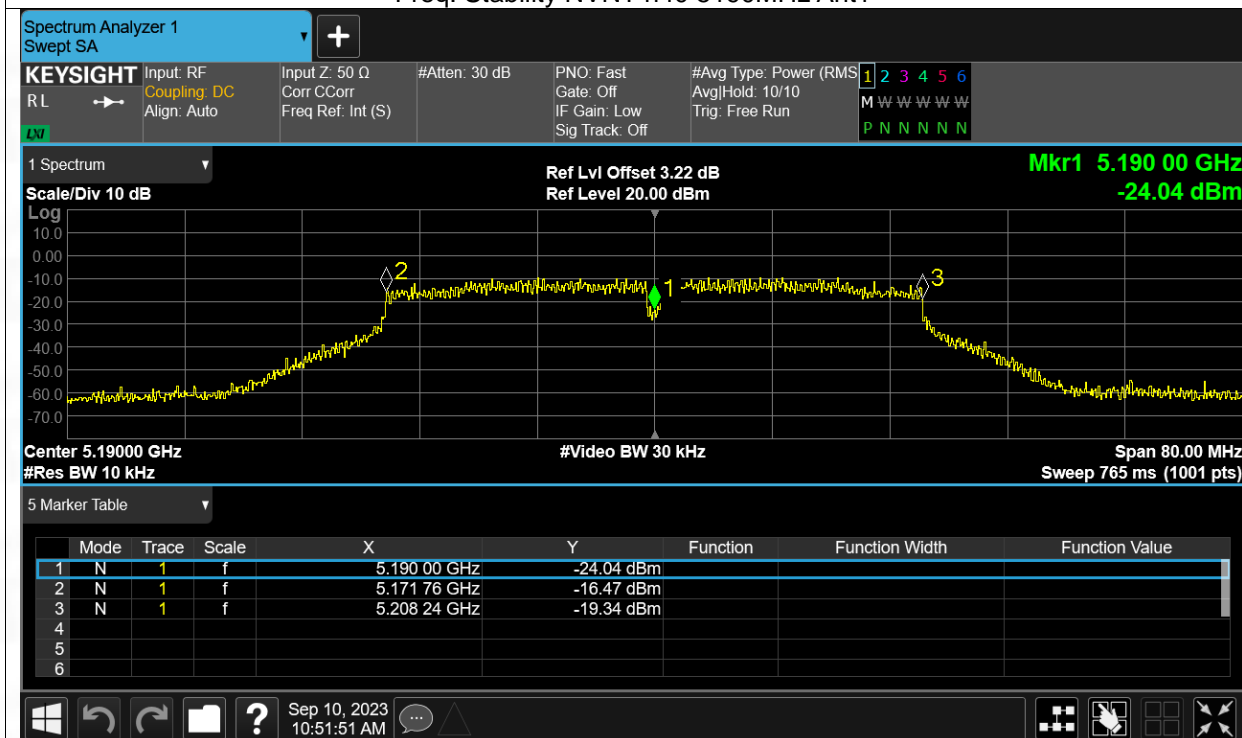 Spectrum Analyzer 1
Swept SA
KEYSIGHT
RL
LXI
Input: RF
Coupling: DC
Align: Auto
Input Z: 50 Ω
Corr CCorr
Freq Ref: Int (S)
#Atten: 30 dB
PNO: Fast
Gate: Off
IF Gain: Low
Sig Track: Off
#Avg Type: Power (RMS
Avg|Hold: 10/10
Trig: Free Run
1 2 3 4 5 6
M W W W W W
P N N N N N
1 Spectrum
Scale/Div 10 dB
Ref Lvl Offset 3.22 dB
Ref Level 20.00 dBm
Mkr1 5.190 00 GHz
-24.04 dBm
Log
10.0
0.00
-10.0
-20.0
-30.0
-40.0
-50.0
-60.0
-70.0
2
1
3
Center 5.19000 GHz
#Res BW 10 kHz
#Video BW 30 kHz
Span 80.00 MHz
Sweep 765 ms (1001 pts)
5 Marker Table
Mode Trace Scale X Y Function Function Width Function Value
1 N 1 f 5.190 00 GHz -24.04 dBm
2 N 1 f 5.171 76 GHz -16.47 dBm
3 N 1 f 5.208 24 GHz -19.34 dBm
4
5
6
?
Sep 10, 2023
10:51:51 AM